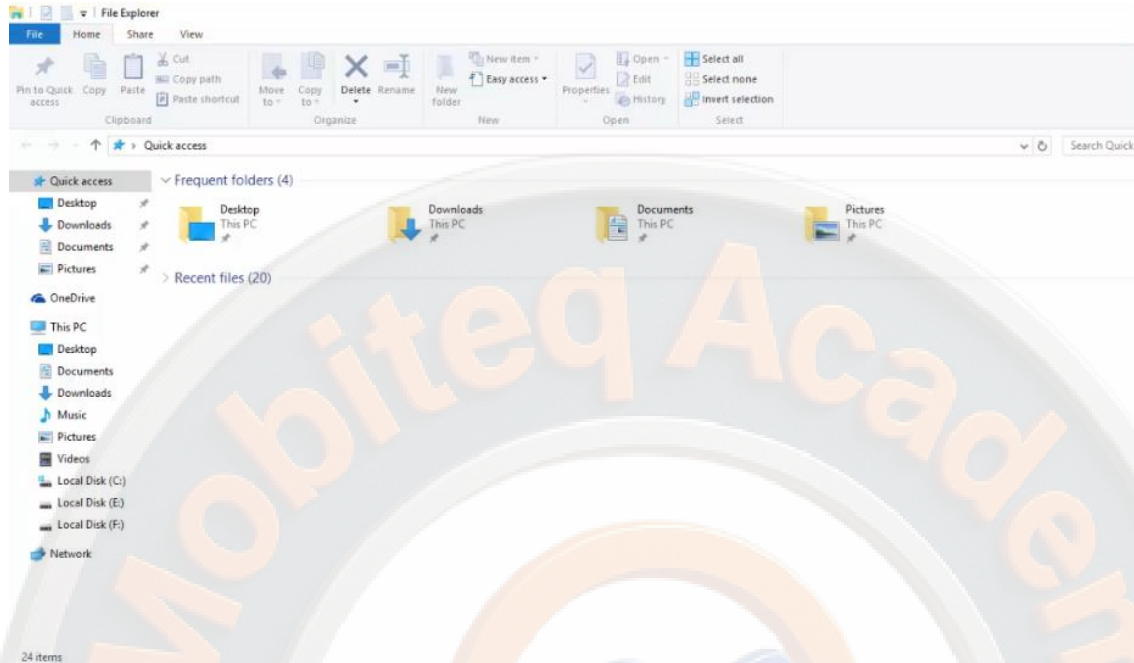 File Explorer
File Home Share View
Pin to Quick access
Copy
Paste
Cut
Copy path
Paste shortcut
Clipboard
Move to
Copy to
Delete
Rename
Organize
New folder
New item
Easy access
New
Properties
Open
Edit
History
Open
Select all
Select none
Invert selection
Select
Quick access
Search Quick
Quick access
Desktop
Downloads
Documents
Pictures
OneDrive
This PC
Desktop
Documents
Downloads
Music
Pictures
Videos
Local Disk (C:)
Local Disk (E:)
Local Disk (F:)
Network
Frequent folders (4)
Desktop
This PC
Downloads
This PC
Documents
This PC
Pictures
This PC
Recent files (20)
Mobiteq Academ
24 items